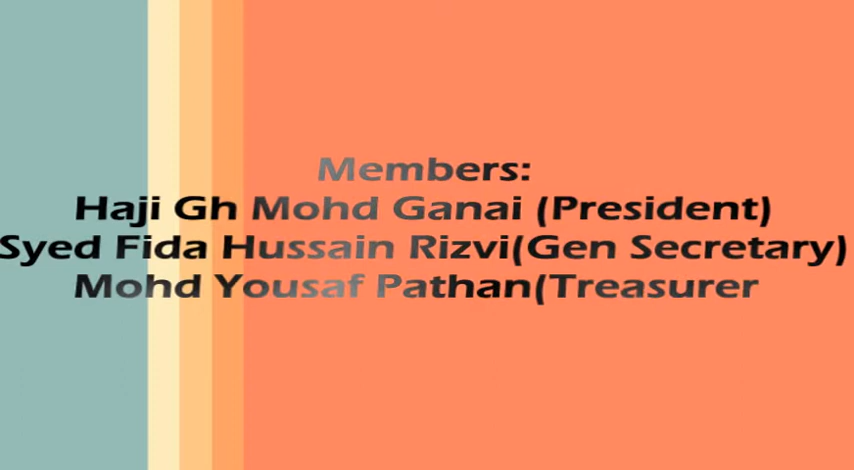 Members:
Haji Gh Mohd Ganai (President)
Syed Fida Hussain Rizvi(Gen Secretary)
Mohd Yousaf Pathan(Treasurer